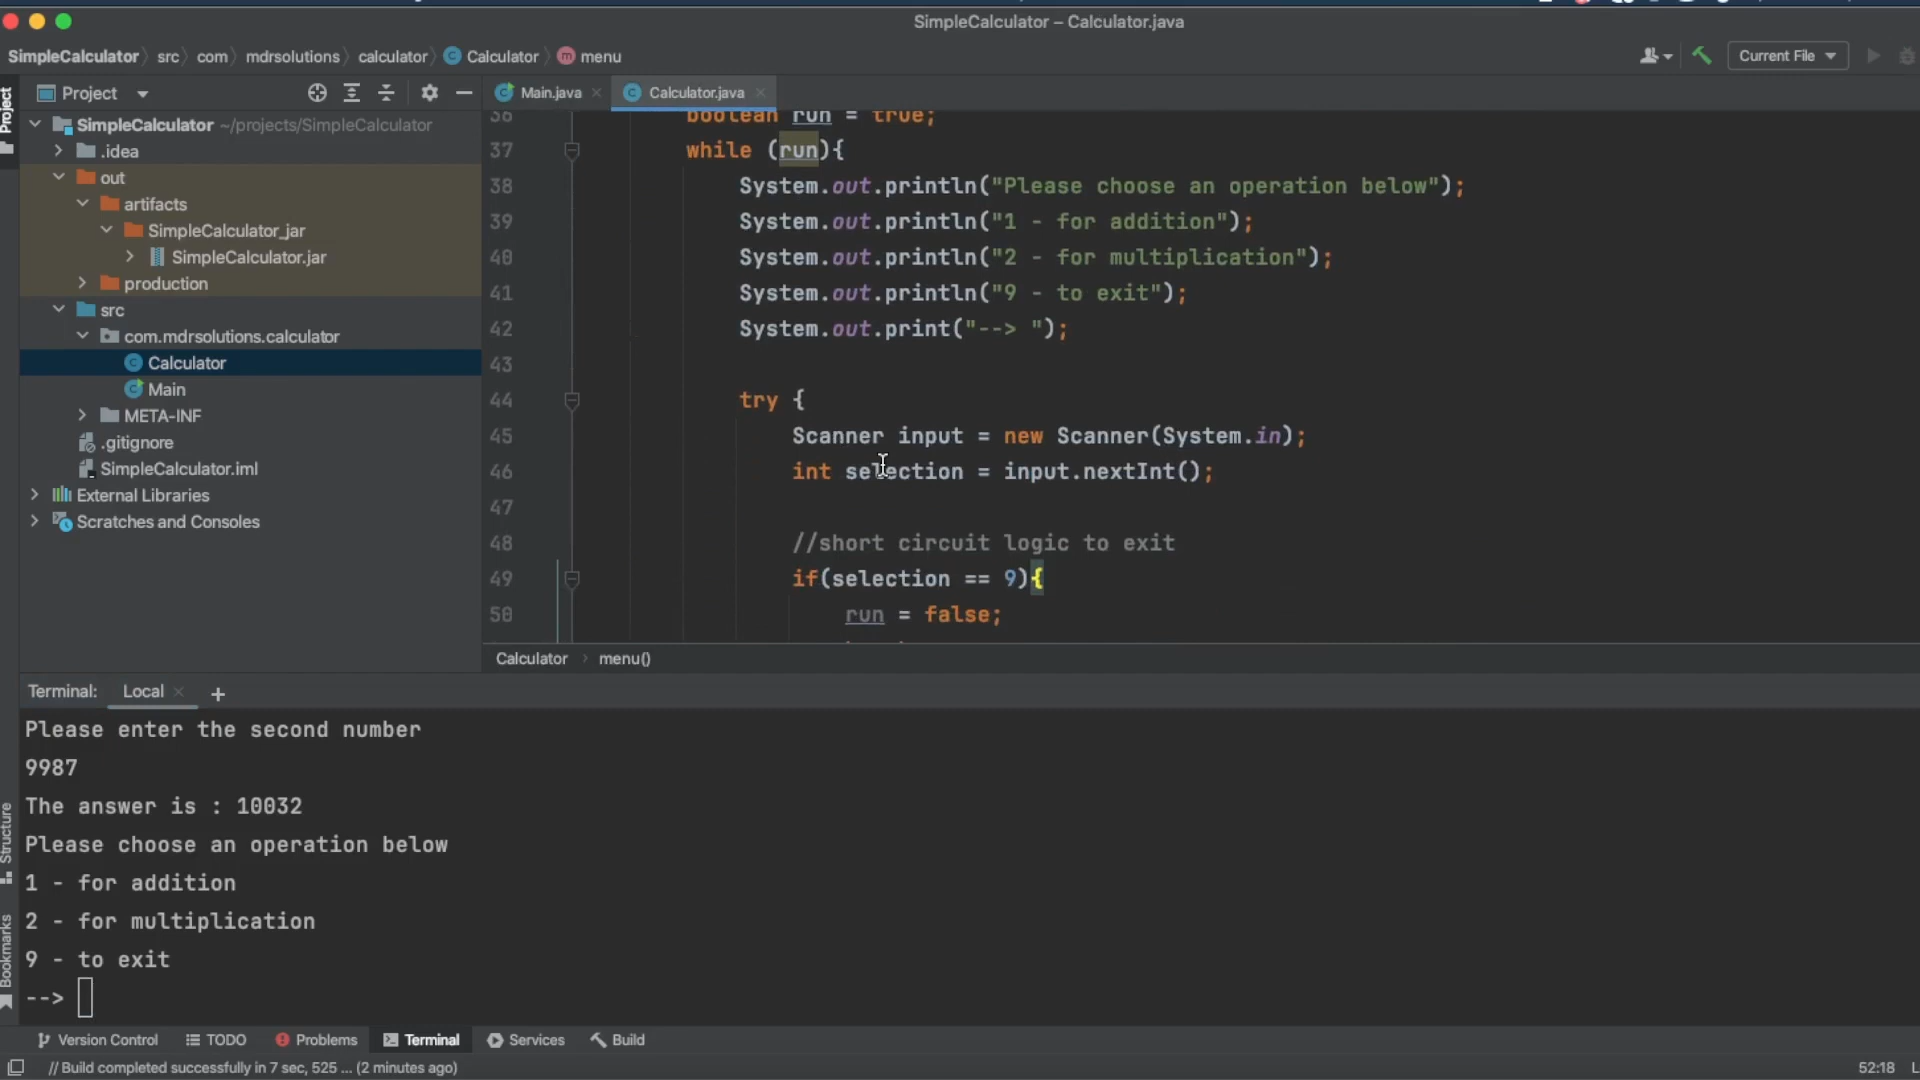 SimpleCalculator – Calculator.java
SimpleCalculator src com mdrsolutions calculator Calculator menu
Current File
Project
Project
Main.java
Calculator.java
SimpleCalculator ~/projects/SimpleCalculator
.idea
out
artifacts
SimpleCalculator_jar
SimpleCalculator.jar
production
src
com.mdrsolutions.calculator
Calculator
Main
META-INF
.gitignore
SimpleCalculator.iml
External Libraries
Scratches and Consoles
36 boolean run = true;
37 while (run){
38 System.out.println("Please choose an operation below");
39 System.out.println("1 - for addition");
40 System.out.println("2 - for multiplication");
41 System.out.println("9 - to exit");
42 System.out.print("--> ");
43
44 try {
45 Scanner input = new Scanner(System.in);
46 int selection = input.nextInt();
47
48 //short circuit logic to exit
49 if(selection == 9){
50 run = false;
Calculator menu()
Terminal: Local
Please enter the second number
9987
The answer is : 10032
Please choose an operation below
1 - for addition
2 - for multiplication
9 - to exit
-->
Structure
Bookmarks
Version Control TODO Problems Terminal Services Build
// Build completed successfully in 7 sec, 525 ... (2 minutes ago)
52:18 L